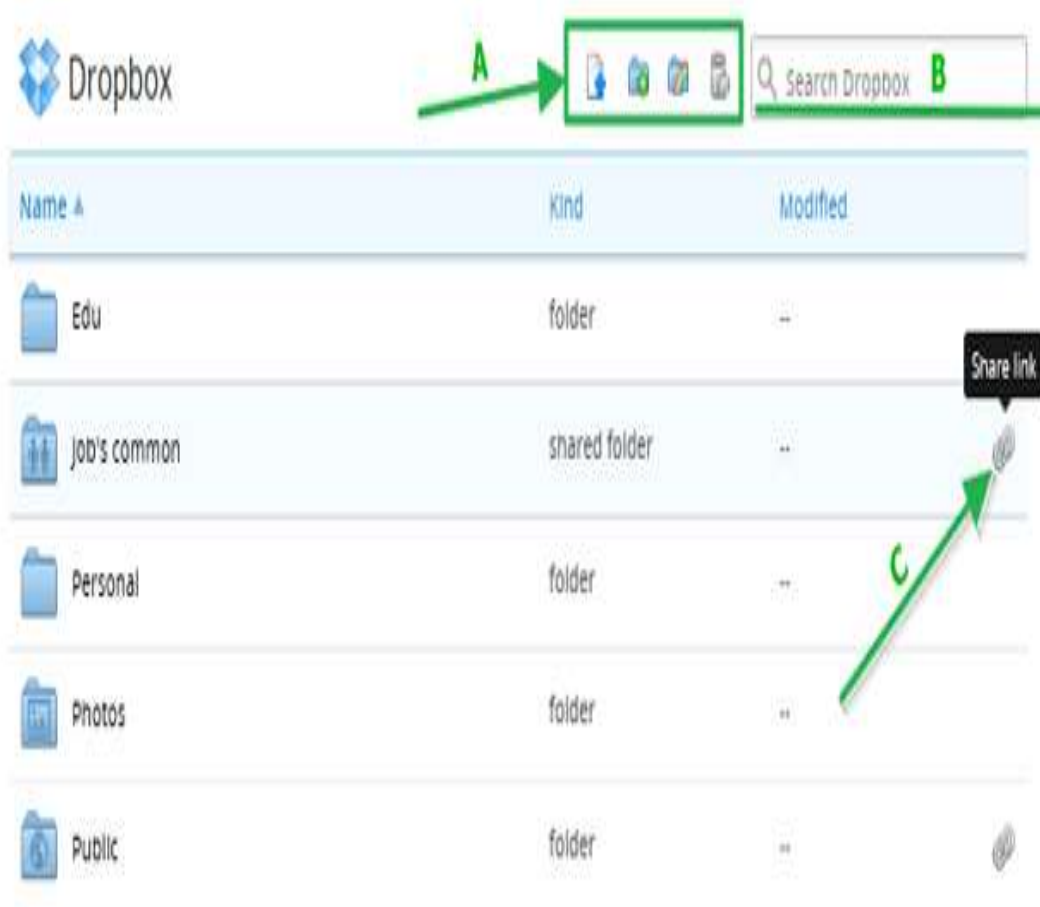 Dropbox
A
Search Dropbox B
Name Kind Modified
Edu folder --
Share link
Job's common shared folder --
Personal folder --
C
Photos folder --
Public folder --